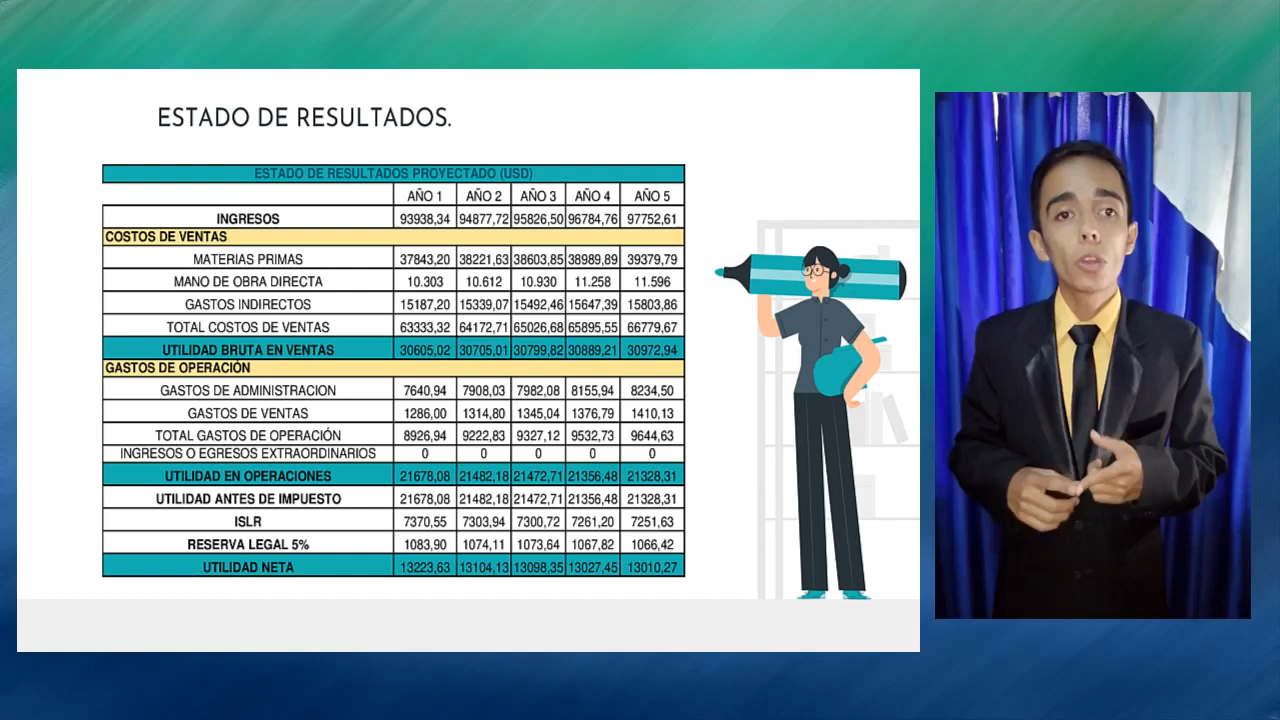 ESTADO DE RESULTADOS.
ESTADO DE RESULTADOS PROYECTADO (USD)
AÑO 1 AÑO 2 AÑO 3 AÑO 4 AÑO 5
INGRESOS 93938,34 94877,72 95826,50 96784,76 97752,61
COSTOS DE VENTAS
MATERIAS PRIMAS 37843,20 38221,63 38603,85 38989,89 39379,79
MANO DE OBRA DIRECTA 10.303 10.612 10.930 11.258 11.596
GASTOS INDIRECTOS 15187,20 15339,07 15492,46 15647,39 15803,86
TOTAL COSTOS DE VENTAS 63333,32 64172,71 65026,68 65895,55 66779,67
UTILIDAD BRUTA EN VENTAS 30605,02 30705,01 30799,82 30889,21 30972,94
GASTOS DE OPERACIÓN
GASTOS DE ADMINISTRACION 7640,94 7908,03 7982,08 8155,94 8234,50
GASTOS DE VENTAS 1286,00 1314,80 1345,04 1376,79 1410,13
TOTAL GASTOS DE OPERACIÓN 8926,94 9222,83 9327,12 9532,73 9644,63
INGRESOS O EGRESOS EXTRAORDINARIOS 0 0 0 0 0
UTILIDAD EN OPERACIONES 21678,08 21482,18 21472,71 21356,48 21328,31
UTILIDAD ANTES DE IMPUESTO 21678,08 21482,18 21472,71 21356,48 21328,31
ISLR 7370,55 7303,94 7300,72 7261,20 7251,63
RESERVA LEGAL 5% 1083,90 1074,11 1073,64 1067,82 1066,42
UTILIDAD NETA 13223,63 13104,13 13098,35 13027,45 13010,27